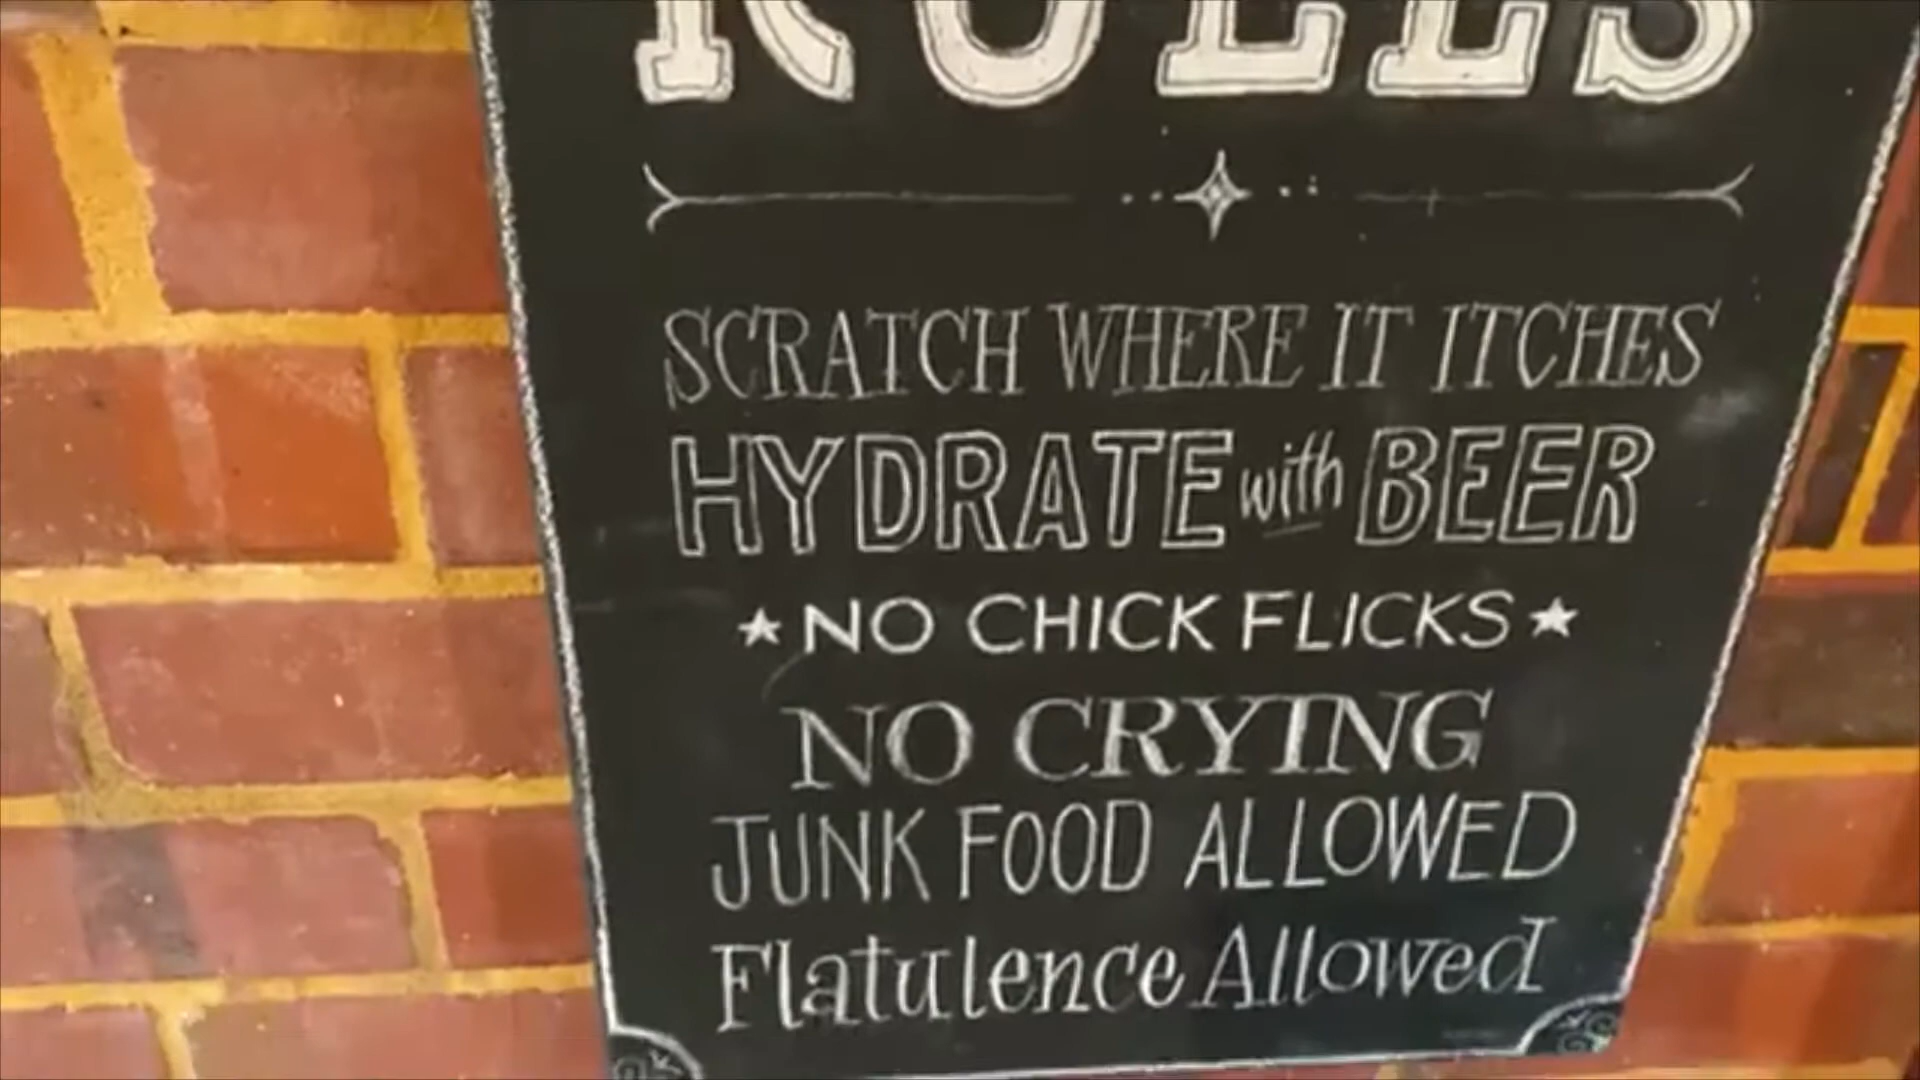 RULES
SCRATCH WHERE IT ITCHES
HYDRATE with BEER
NO CHICK FLICKS
NO CRYING
JUNK FOOD ALLOWED
Flatulence Allowed